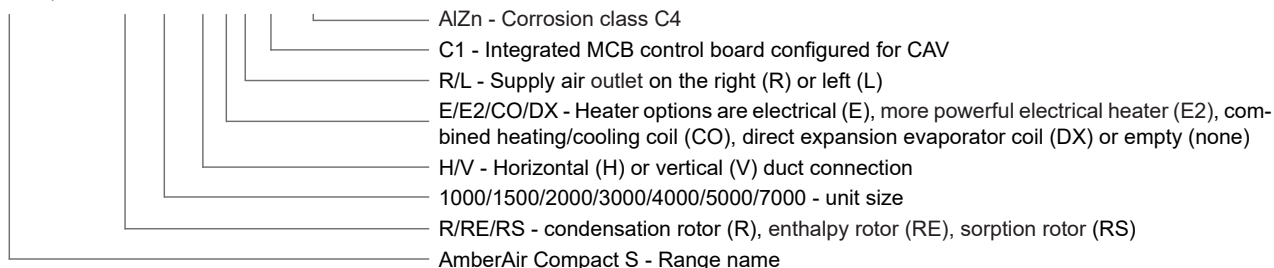 AlZn - Corrosion class C4
C1 - Integrated MCB control board configured for CAV
R/L - Supply air outlet on the right (R) or left (L)
E/E2/CO/DX - Heater options are electrical (E), more powerful electrical heater (E2), com-
bined heating/cooling coil (CO), direct expansion evaporator coil (DX) or empty (none)
H/V - Horizontal (H) or vertical (V) duct connection
1000/1500/2000/3000/4000/5000/7000 - unit size
R/RE/RS - condensation rotor (R), enthalpy rotor (RE), sorption rotor (RS)
AmberAir Compact S - Range name